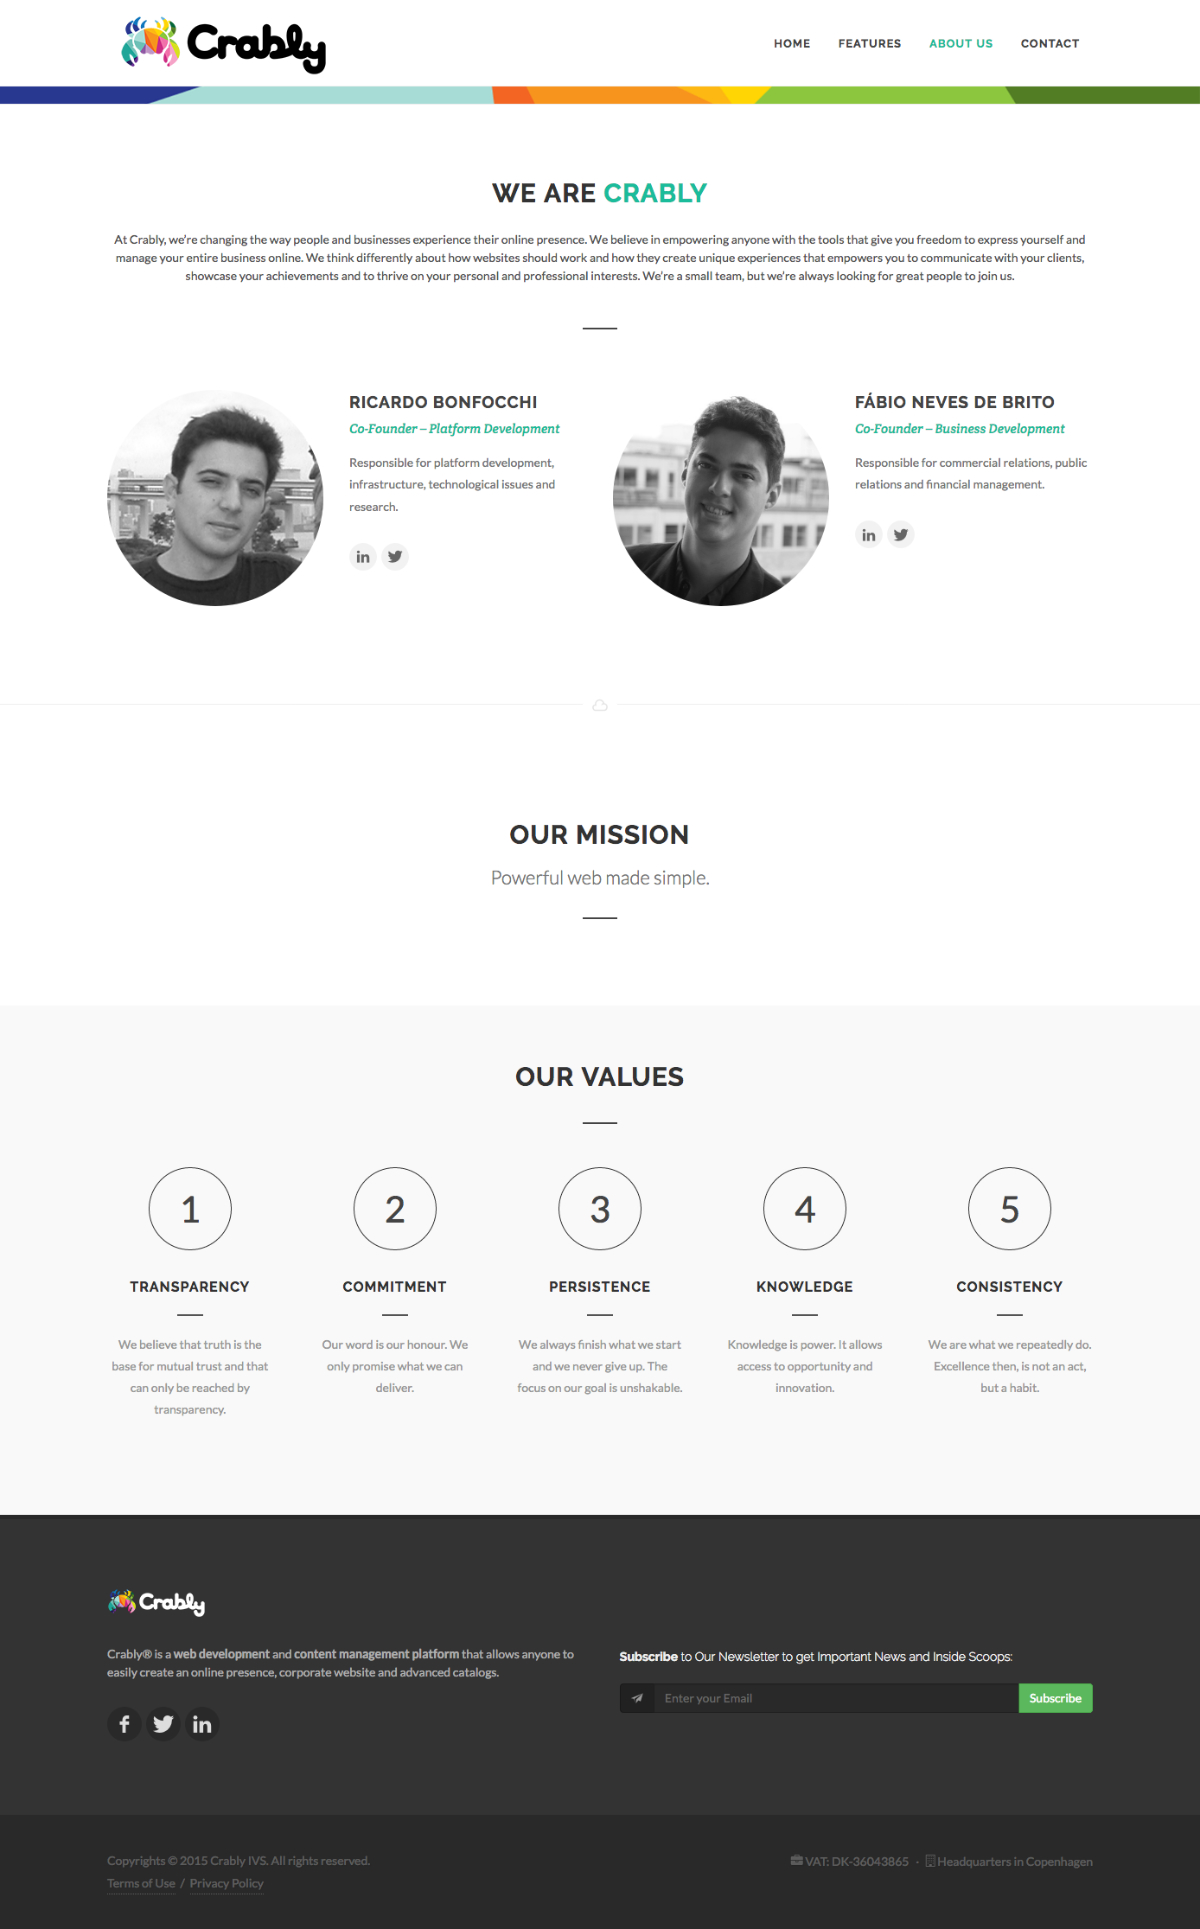 Crably
HOME FEATURES ABOUT US CONTACT
WE ARE CRABLY
At Crably, we're changing the way people and businesses experience their online presence. We believe in empowering anyone with the tools that give you freedom to express yourself and
manage your entire business online. We think differently about how websites should work and how they create unique experiences that empowers you to communicate with your clients,
showcase your achievements and to thrive on your personal and professional interests. We're a small team, but we're always looking for great people to join us.
RICARDO BONFOCCHI
Co-Founder – Platform Development
Responsible for platform development,
infrastructure, technological issues and
research.
FÁBIO NEVES DE BRITO
Co-Founder – Business Development
Responsible for commercial relations, public
relations and financial management.
OUR MISSION
Powerful web made simple.
OUR VALUES
1
TRANSPARENCY
We believe that truth is the
base for mutual trust and that
can only be reached by
transparency.
2
COMMITMENT
Our word is our honour. We
only promise what we can
deliver.
3
PERSISTENCE
We always finish what we start
and we never give up. The
focus on our goal is unshakable.
4
KNOWLEDGE
Knowledge is power. It allows
access to opportunity and
innovation.
5
CONSISTENCY
We are what we repeatedly do.
Excellence then, is not an act,
but a habit.
Crably
Crably® is a web development and content management platform that allows anyone to
easily create an online presence, corporate website and advanced catalogs.
Subscribe to Our Newsletter to get Important News and Inside Scoops:
Enter your Email
Subscribe
Copyrights © 2015 Crably IVS. All rights reserved.
Terms of Use / Privacy Policy
VAT: DK-36043865 · Headquarters in Copenhagen